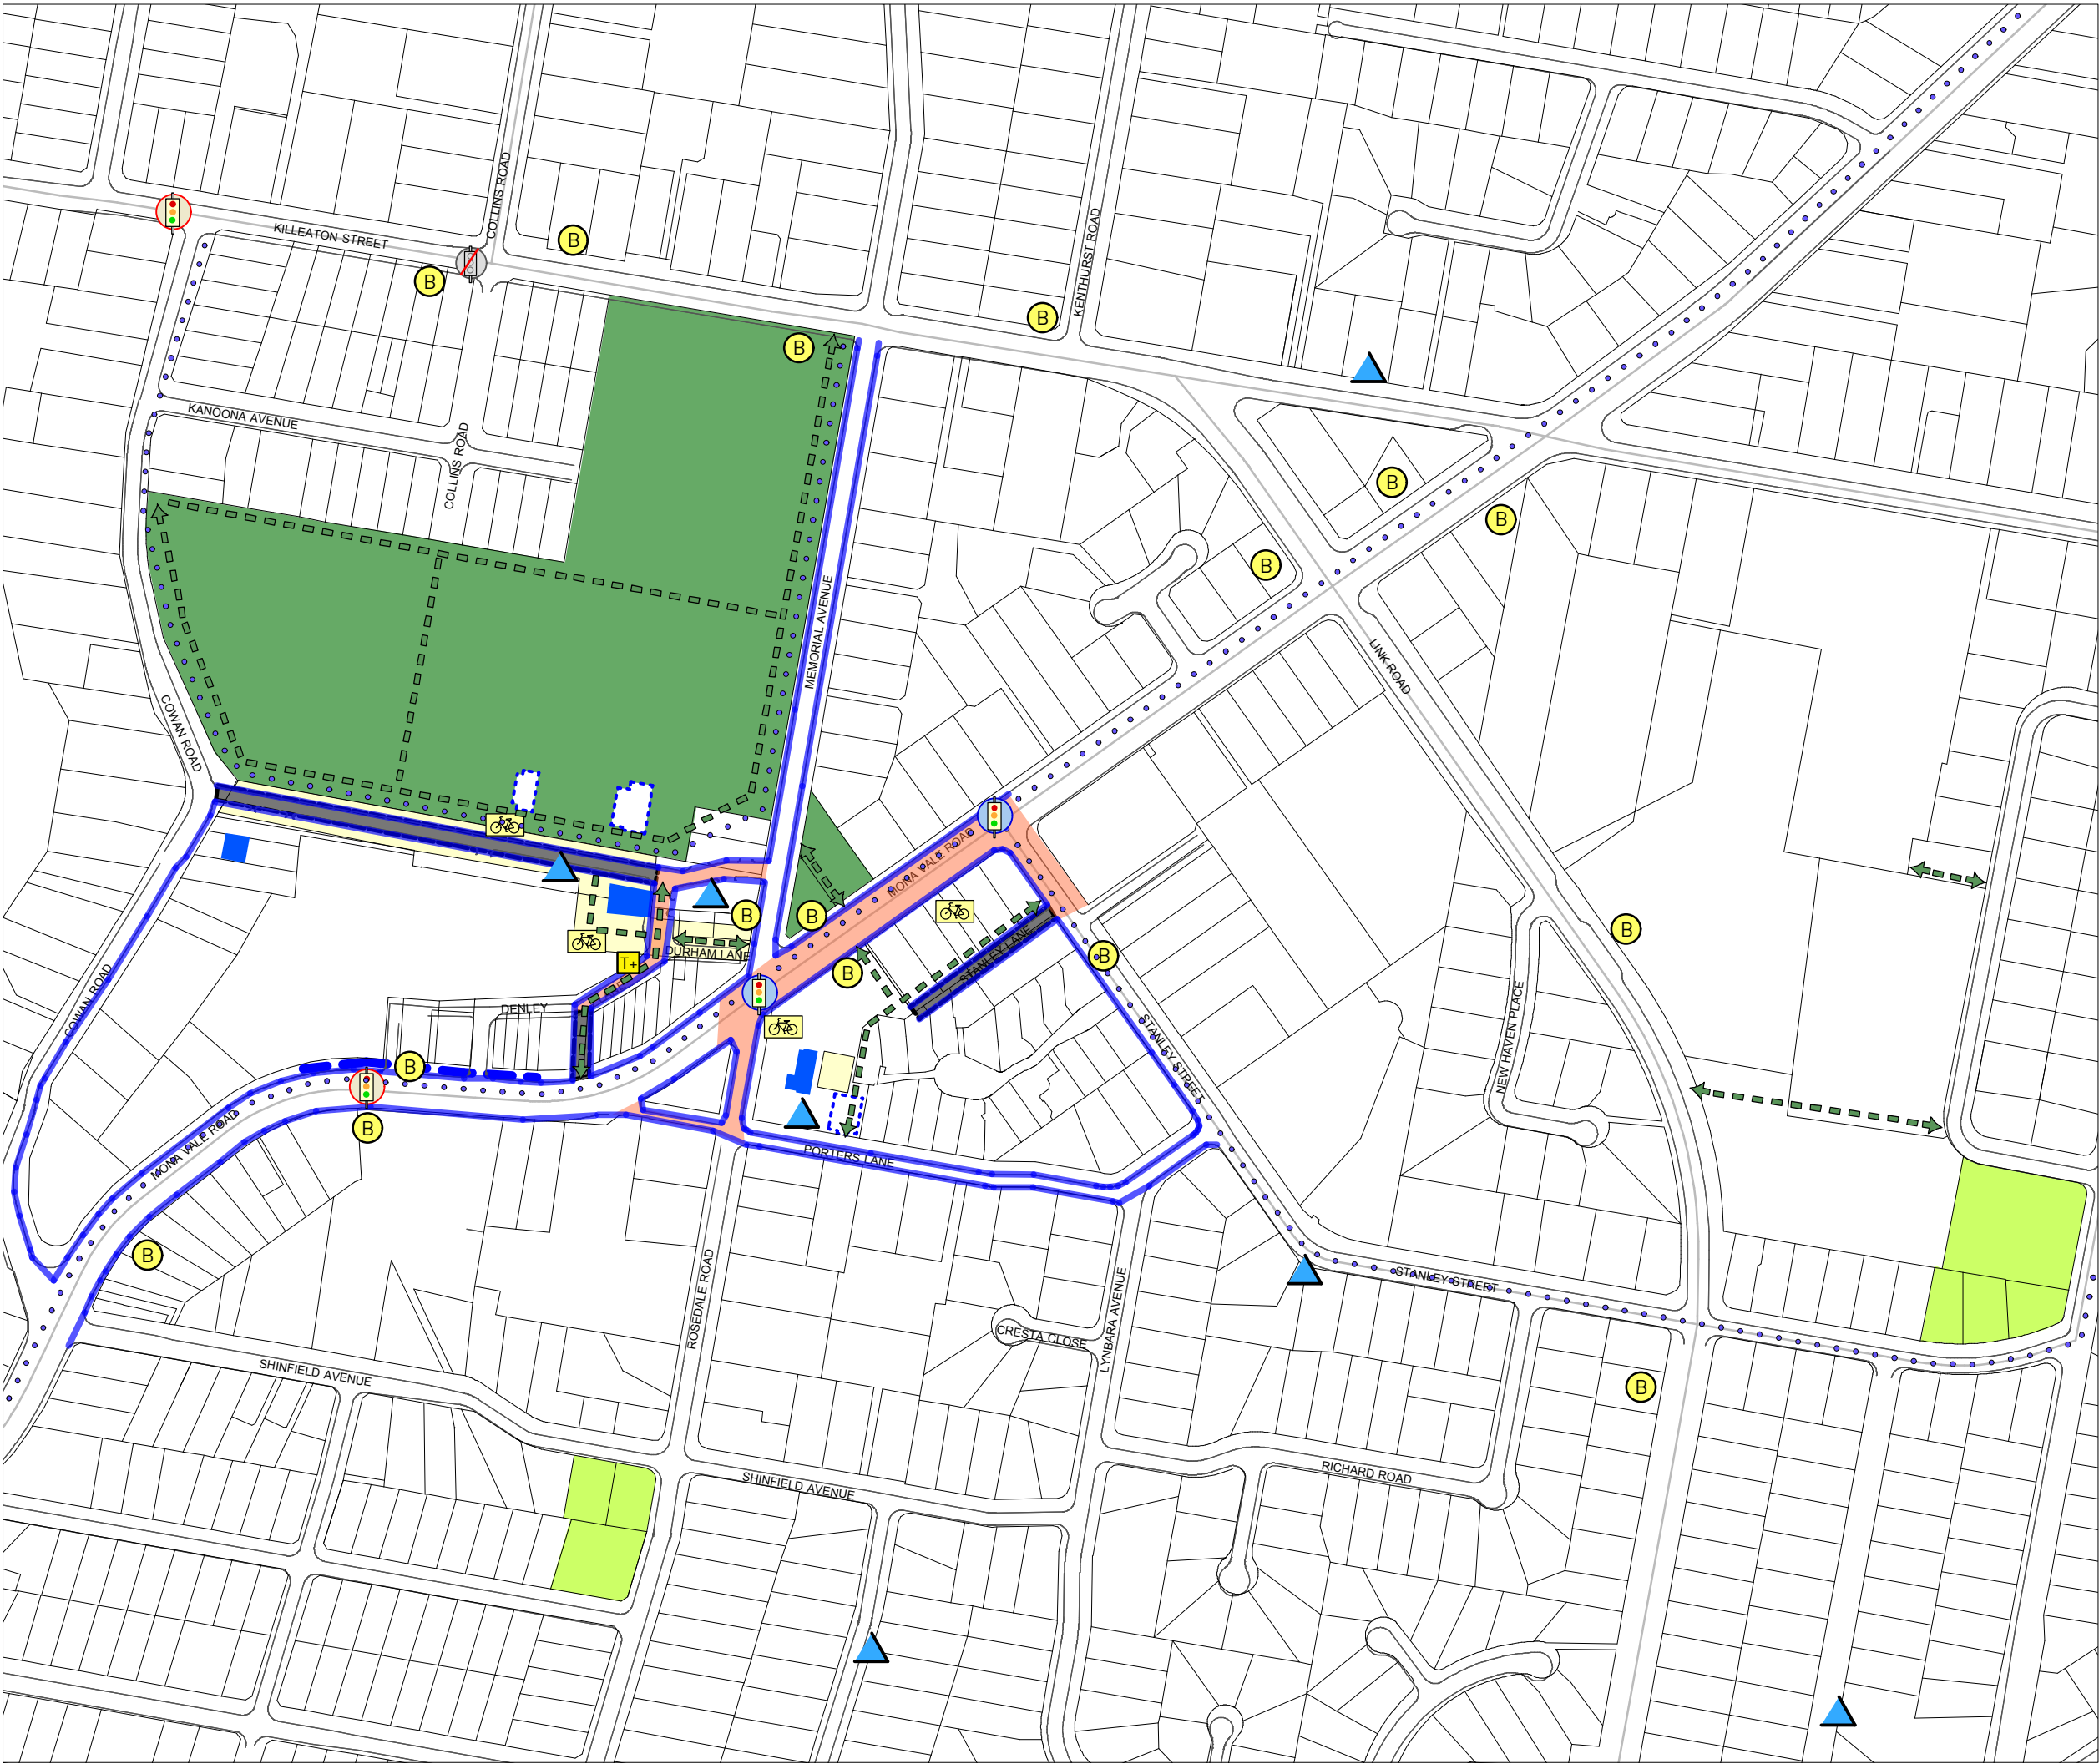 COLLINS ROAD
KILLEATON STREET
B
B
KENTHURST ROAD
B
B
KANOONA AVENUE
COLLINS ROAD
B
B
B
MEMORIAL AVENUE
LINK ROAD
COWAN ROAD
MONA VALE ROAD
B
B
B
DURHAM LANE
STANLEY LANE
B
B
T+
B
COWAN ROAD
DENLEY
NEW HAVEN PLACE
STANLEY STREET
B
MONA VALE ROAD
B
PORTERS LANE
B
STANLEY STREET
ROSEDALE ROAD
LYNBARA AVENUE
CRESTA CLOSE
SHINFIELD AVENUE
B
RICHARD ROAD
SHINFIELD AVENUE